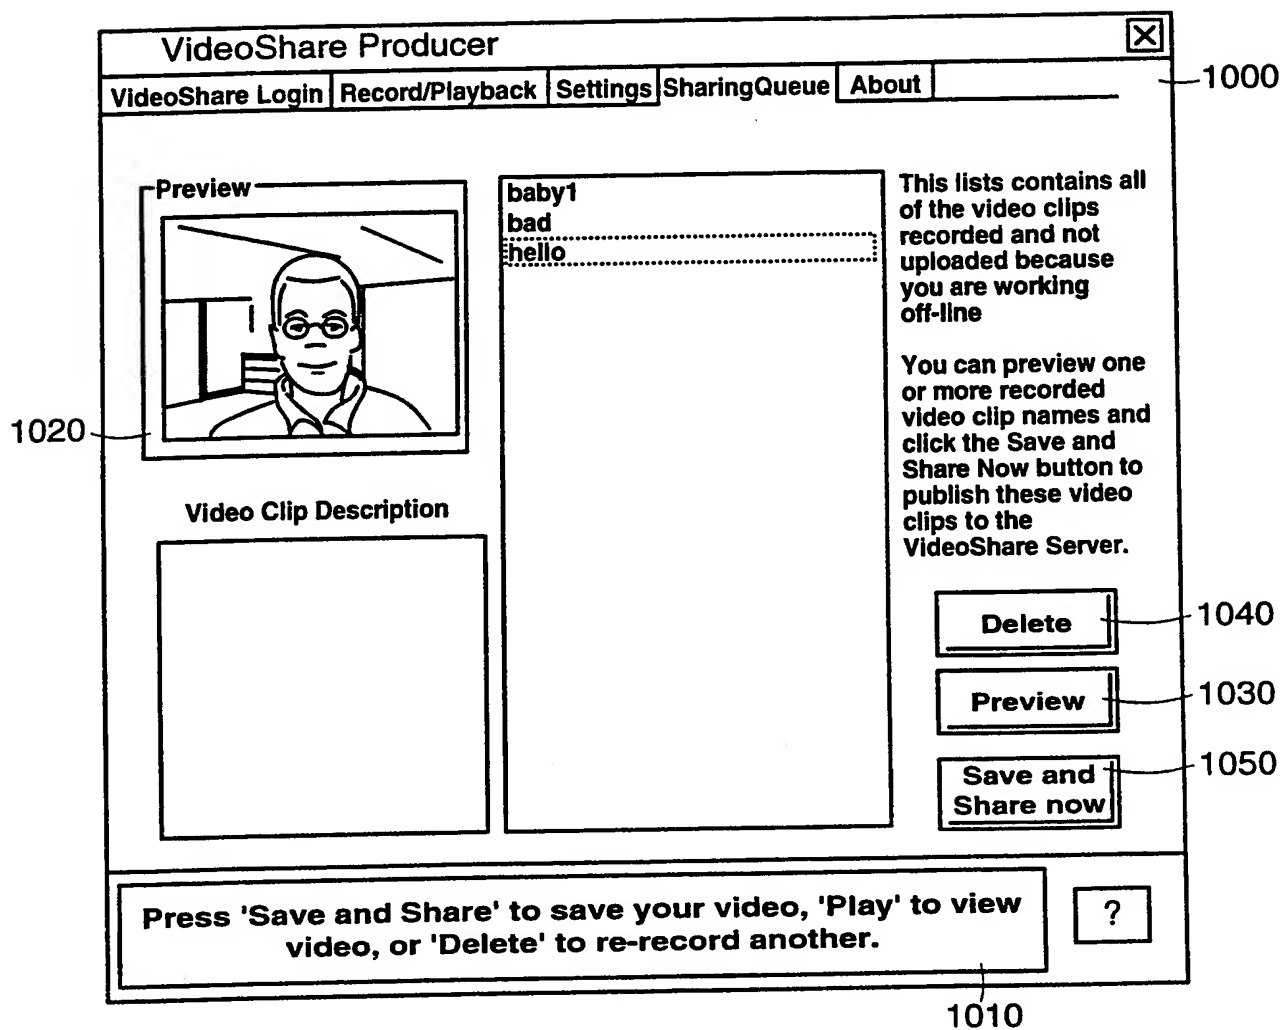 VideoShare Producer
VideoShare Login Record/Playback Settings SharingQueue About
1000
Preview
1020
Video Clip Description
baby1
bad
hello
This lists contains all
of the video clips
recorded and not
uploaded because
you are working
off-line
You can preview one
or more recorded
video clip names and
click the Save and
Share Now button to
publish these video
clips to the
VideoShare Server.
Delete
1040
Preview
1030
Save and
Share now
1050
Press 'Save and Share' to save your video, 'Play' to view
video, or 'Delete' to re-record another.
?
1010